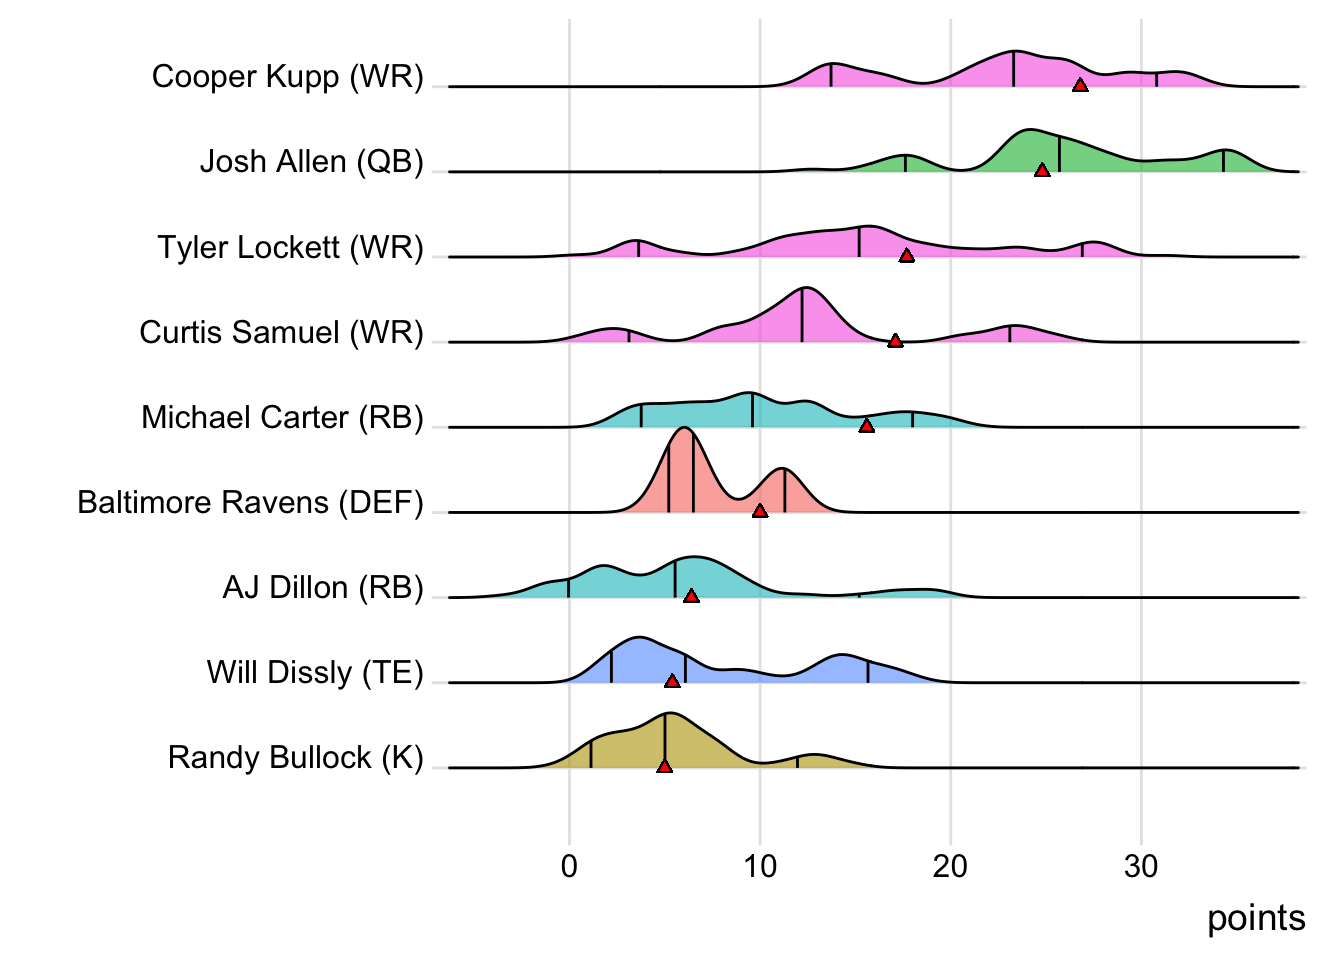 Cooper Kupp (WR)
Josh Allen (QB)
Tyler Lockett (WR)
Curtis Samuel (WR)
Michael Carter (RB)
Baltimore Ravens (DEF)
AJ Dillon (RB)
Will Dissly (TE)
Randy Bullock (K)
0 10 20 30
points